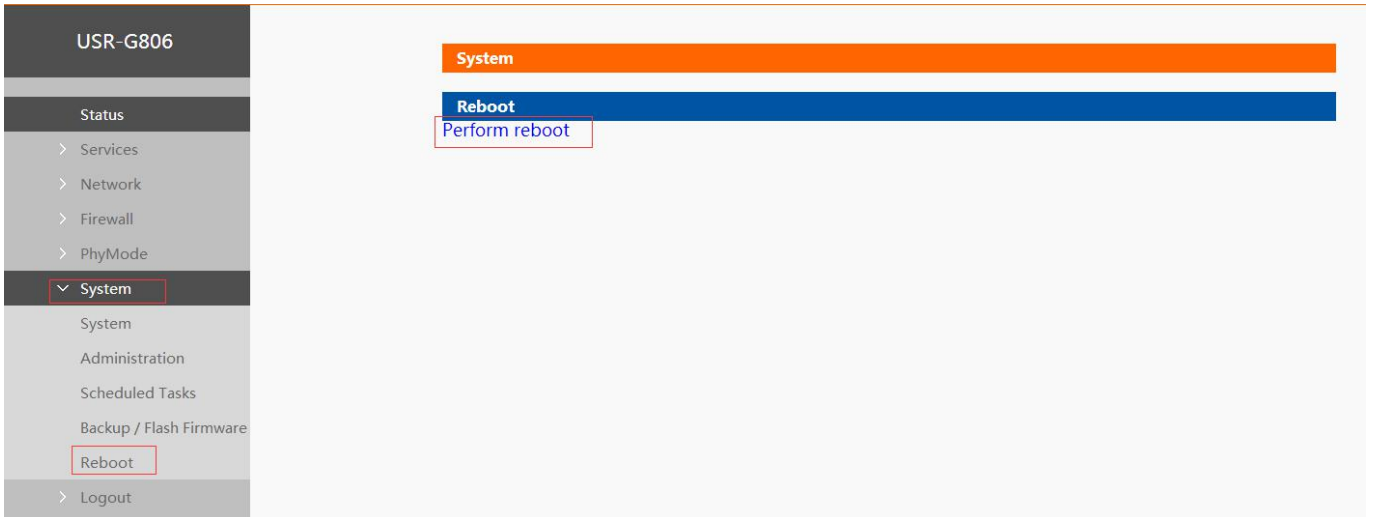 USR-G806
Status
Services
Network
Firewall
PhyMode
System
System
Administration
Scheduled Tasks
Backup / Flash Firmware
Reboot
Logout
System
Reboot
Perform reboot